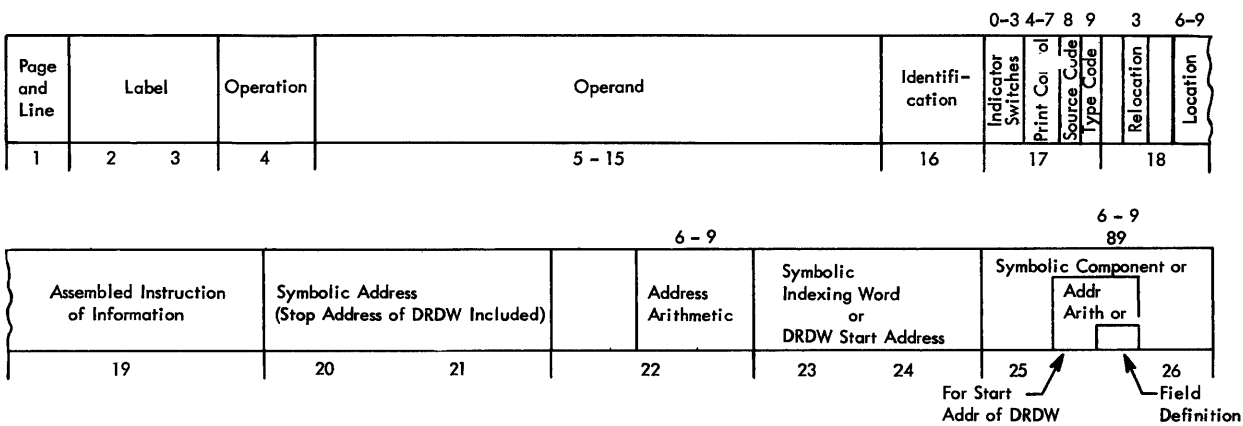 0-3 4-7 8 9 3 6-9
Page
and
Line
Label
Operation
Operand
Identifi-
cation
Indicator
Switches
Print
Source Code
Type Code
Relocation
Location
1 2 3 4 5 - 15 16 17 18
6 - 9
6 - 9
89
Assembled Instruction
of Information
Symbolic Address
(Stop Address of DRDW Included)
Address
Arithmetic
Symbolic
Indexing Word
or
DRDW Start Address
Symbolic Component or
Addr
Arith or
19 20 21 22 23 24 25 26
For Start
Addr of DRDW
Field
Definition